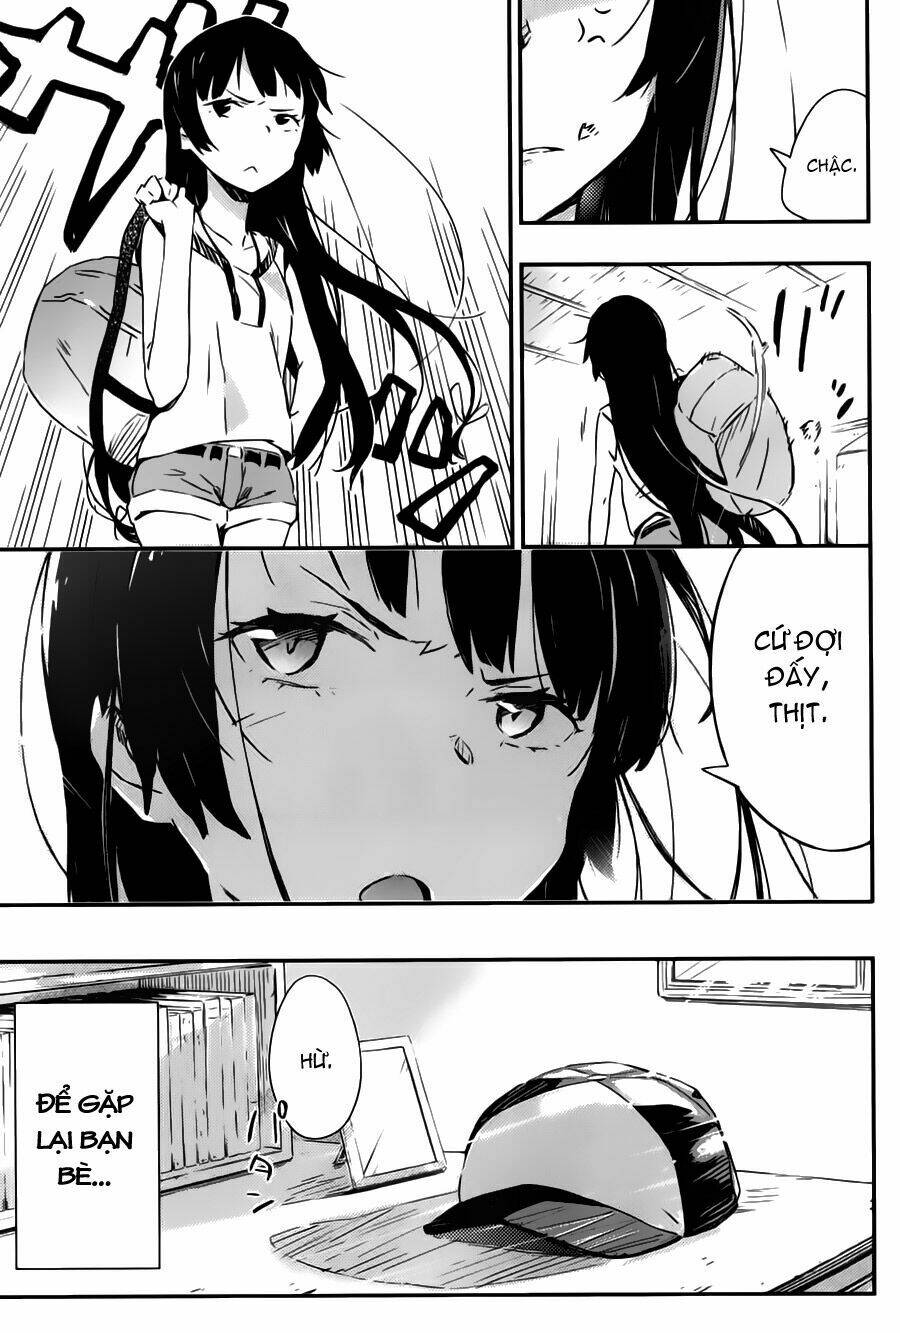 CHẬC.
CỨ ĐỢI
ĐẤY,
THỊT.
HỪ.
ĐỂ GẶP
LẠI BẠN
BÈ...